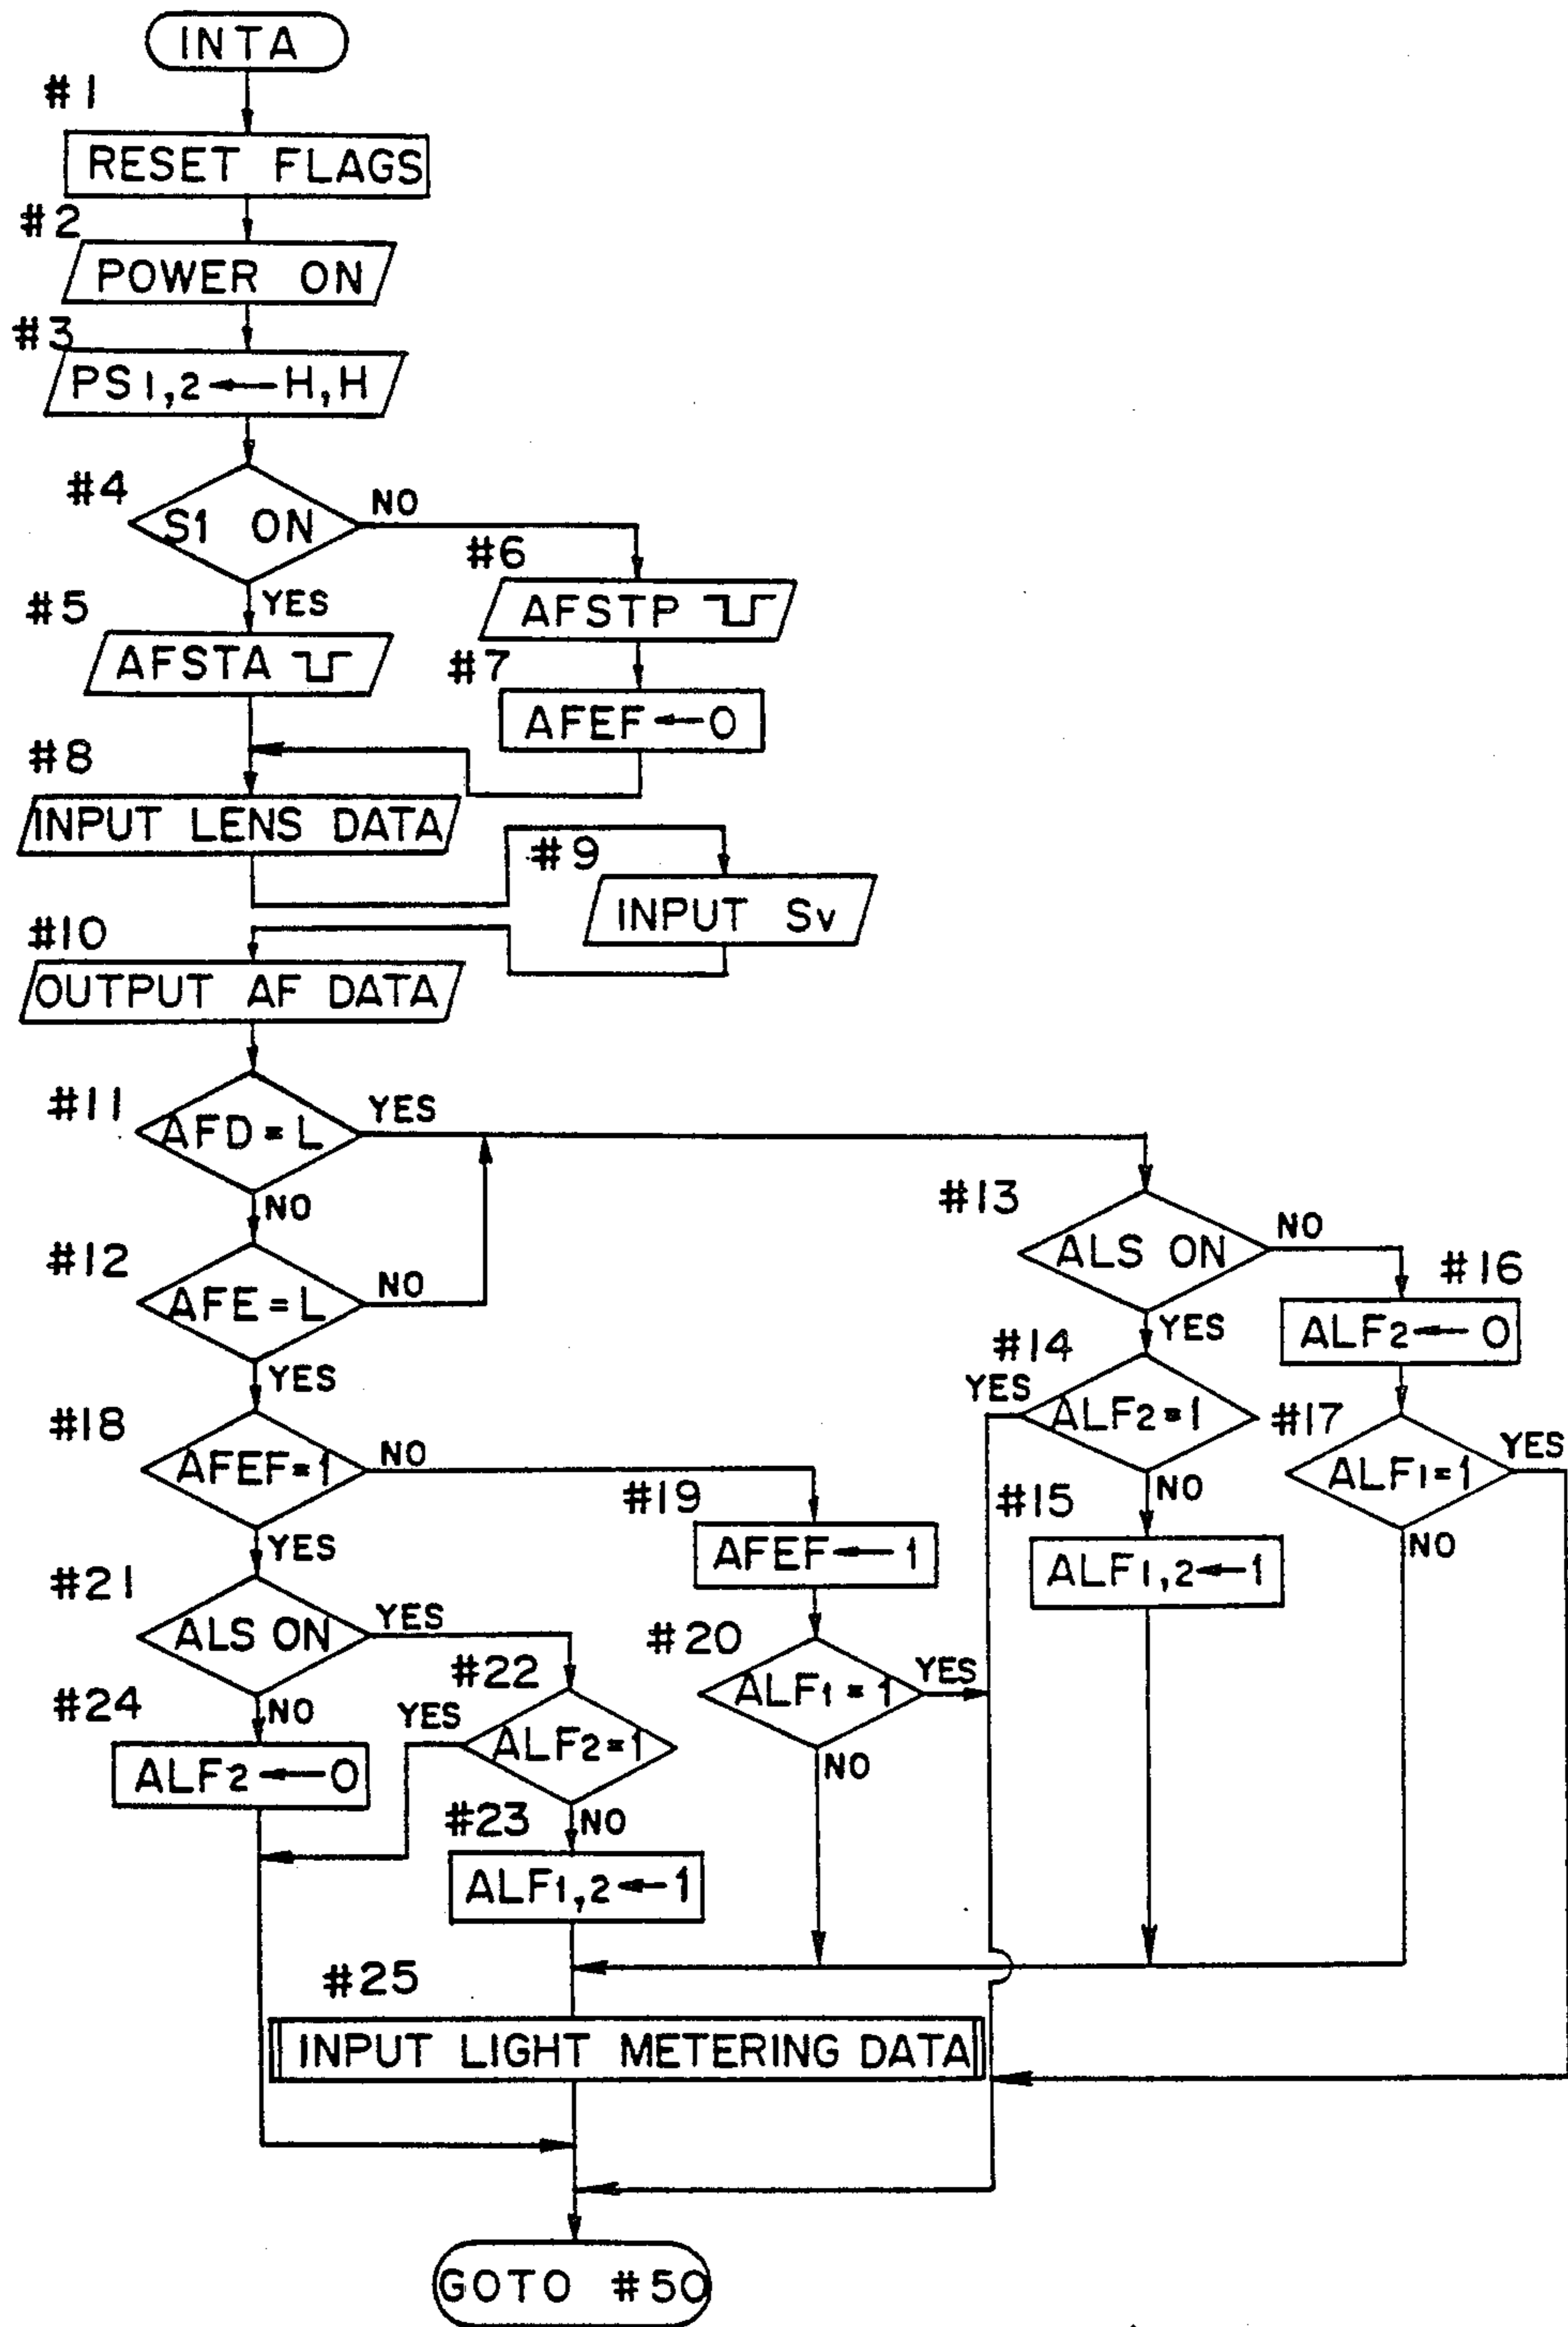 INTA
#1
RESET FLAGS
#2
POWER ON
#3
PS1,2←H,H
#4
S1 ON
NO
YES
#5
AFSTA
#6
AFSTP
#7
AFEF←0
#8
INPUT LENS DATA
#9
INPUT Sv
#10
OUTPUT AF DATA
#11
AFD=L
YES
NO
#12
AFE=L
NO
YES
#13
ALS ON
NO
YES
#14
YES
ALF2=1
NO
#15
ALF1,2←1
#16
ALF2←0
#17
ALF1=1
YES
NO
#18
AFEF=1
NO
YES
#19
AFEF←1
#20
ALF1=1
YES
NO
#21
ALS ON
YES
NO
#22
YES
ALF2=1
NO
#23
ALF1,2←1
#24
ALF2←0
#25
INPUT LIGHT METERING DATA
GOTO #50